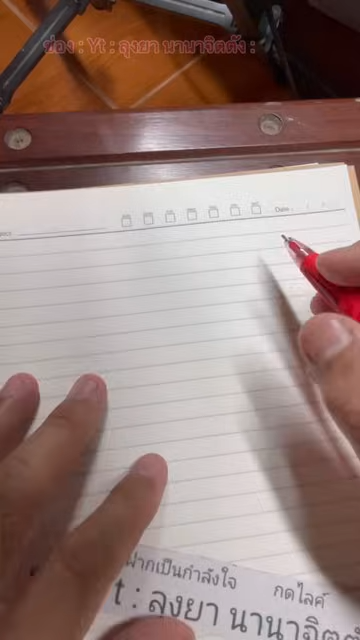 ช่อง : Yt : ลุงยา นานาจิตตัง :
Date :
ฝากเป็นกำลังใจ กดไลค์
t : ลุงยา นานาจิต